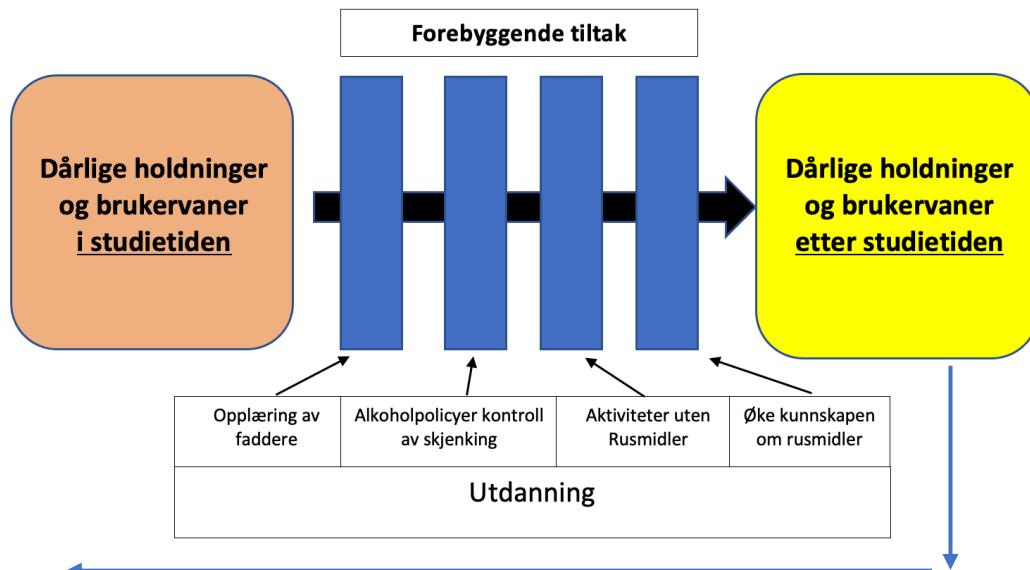 Forebyggende tiltak
Dårlige holdninger
og brukervaner
i studietiden
Dårlige holdninger
og brukervaner
etter studietiden
Opplæring av
faddere
Alkoholpolicyer kontroll
av skjenking
Aktiviteter uten
Rusmidler
Øke kunnskapen
om rusmidler
Utdanning